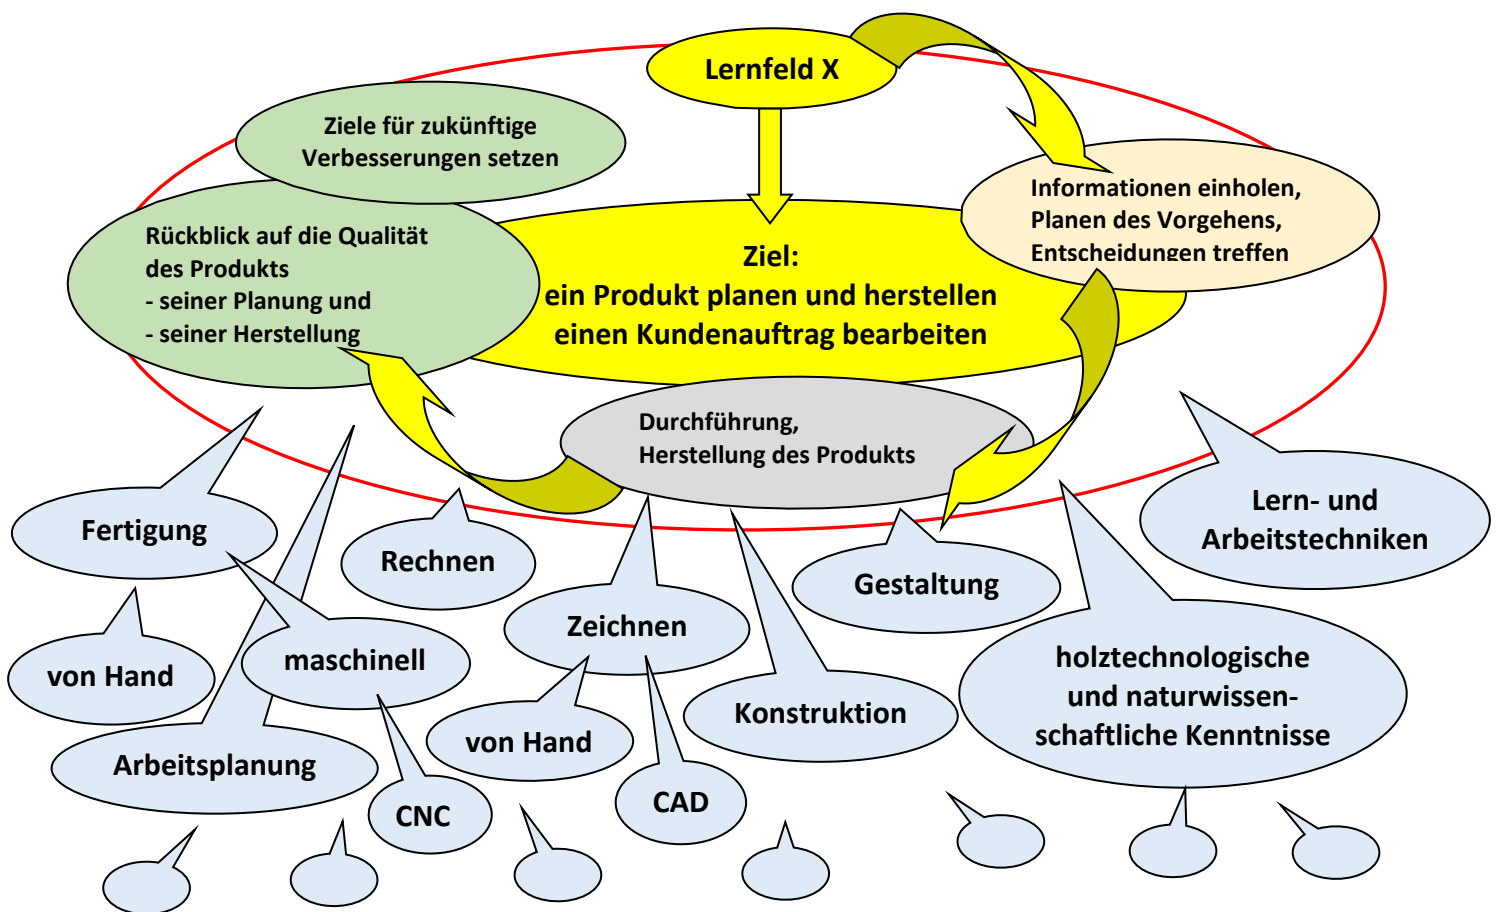 Lernfeld X
Ziele für zukünftige
Verbesserungen setzen
Informationen einholen,
Planen des Vorgehens,
Entscheidungen treffen
Rückblick auf die Qualität
des Produkts
- seiner Planung und
- seiner Herstellung
Ziel:
ein Produkt planen und herstellen
einen Kundenauftrag bearbeiten
Durchführung,
Herstellung des Produkts
Fertigung
Rechnen
Zeichnen
Gestaltung
Lern- und
Arbeitstechniken
von Hand
maschinell
Arbeitsplanung
CNC
von Hand
CAD
Konstruktion
holztechnologische
und naturwissen-
schaftliche Kenntnisse